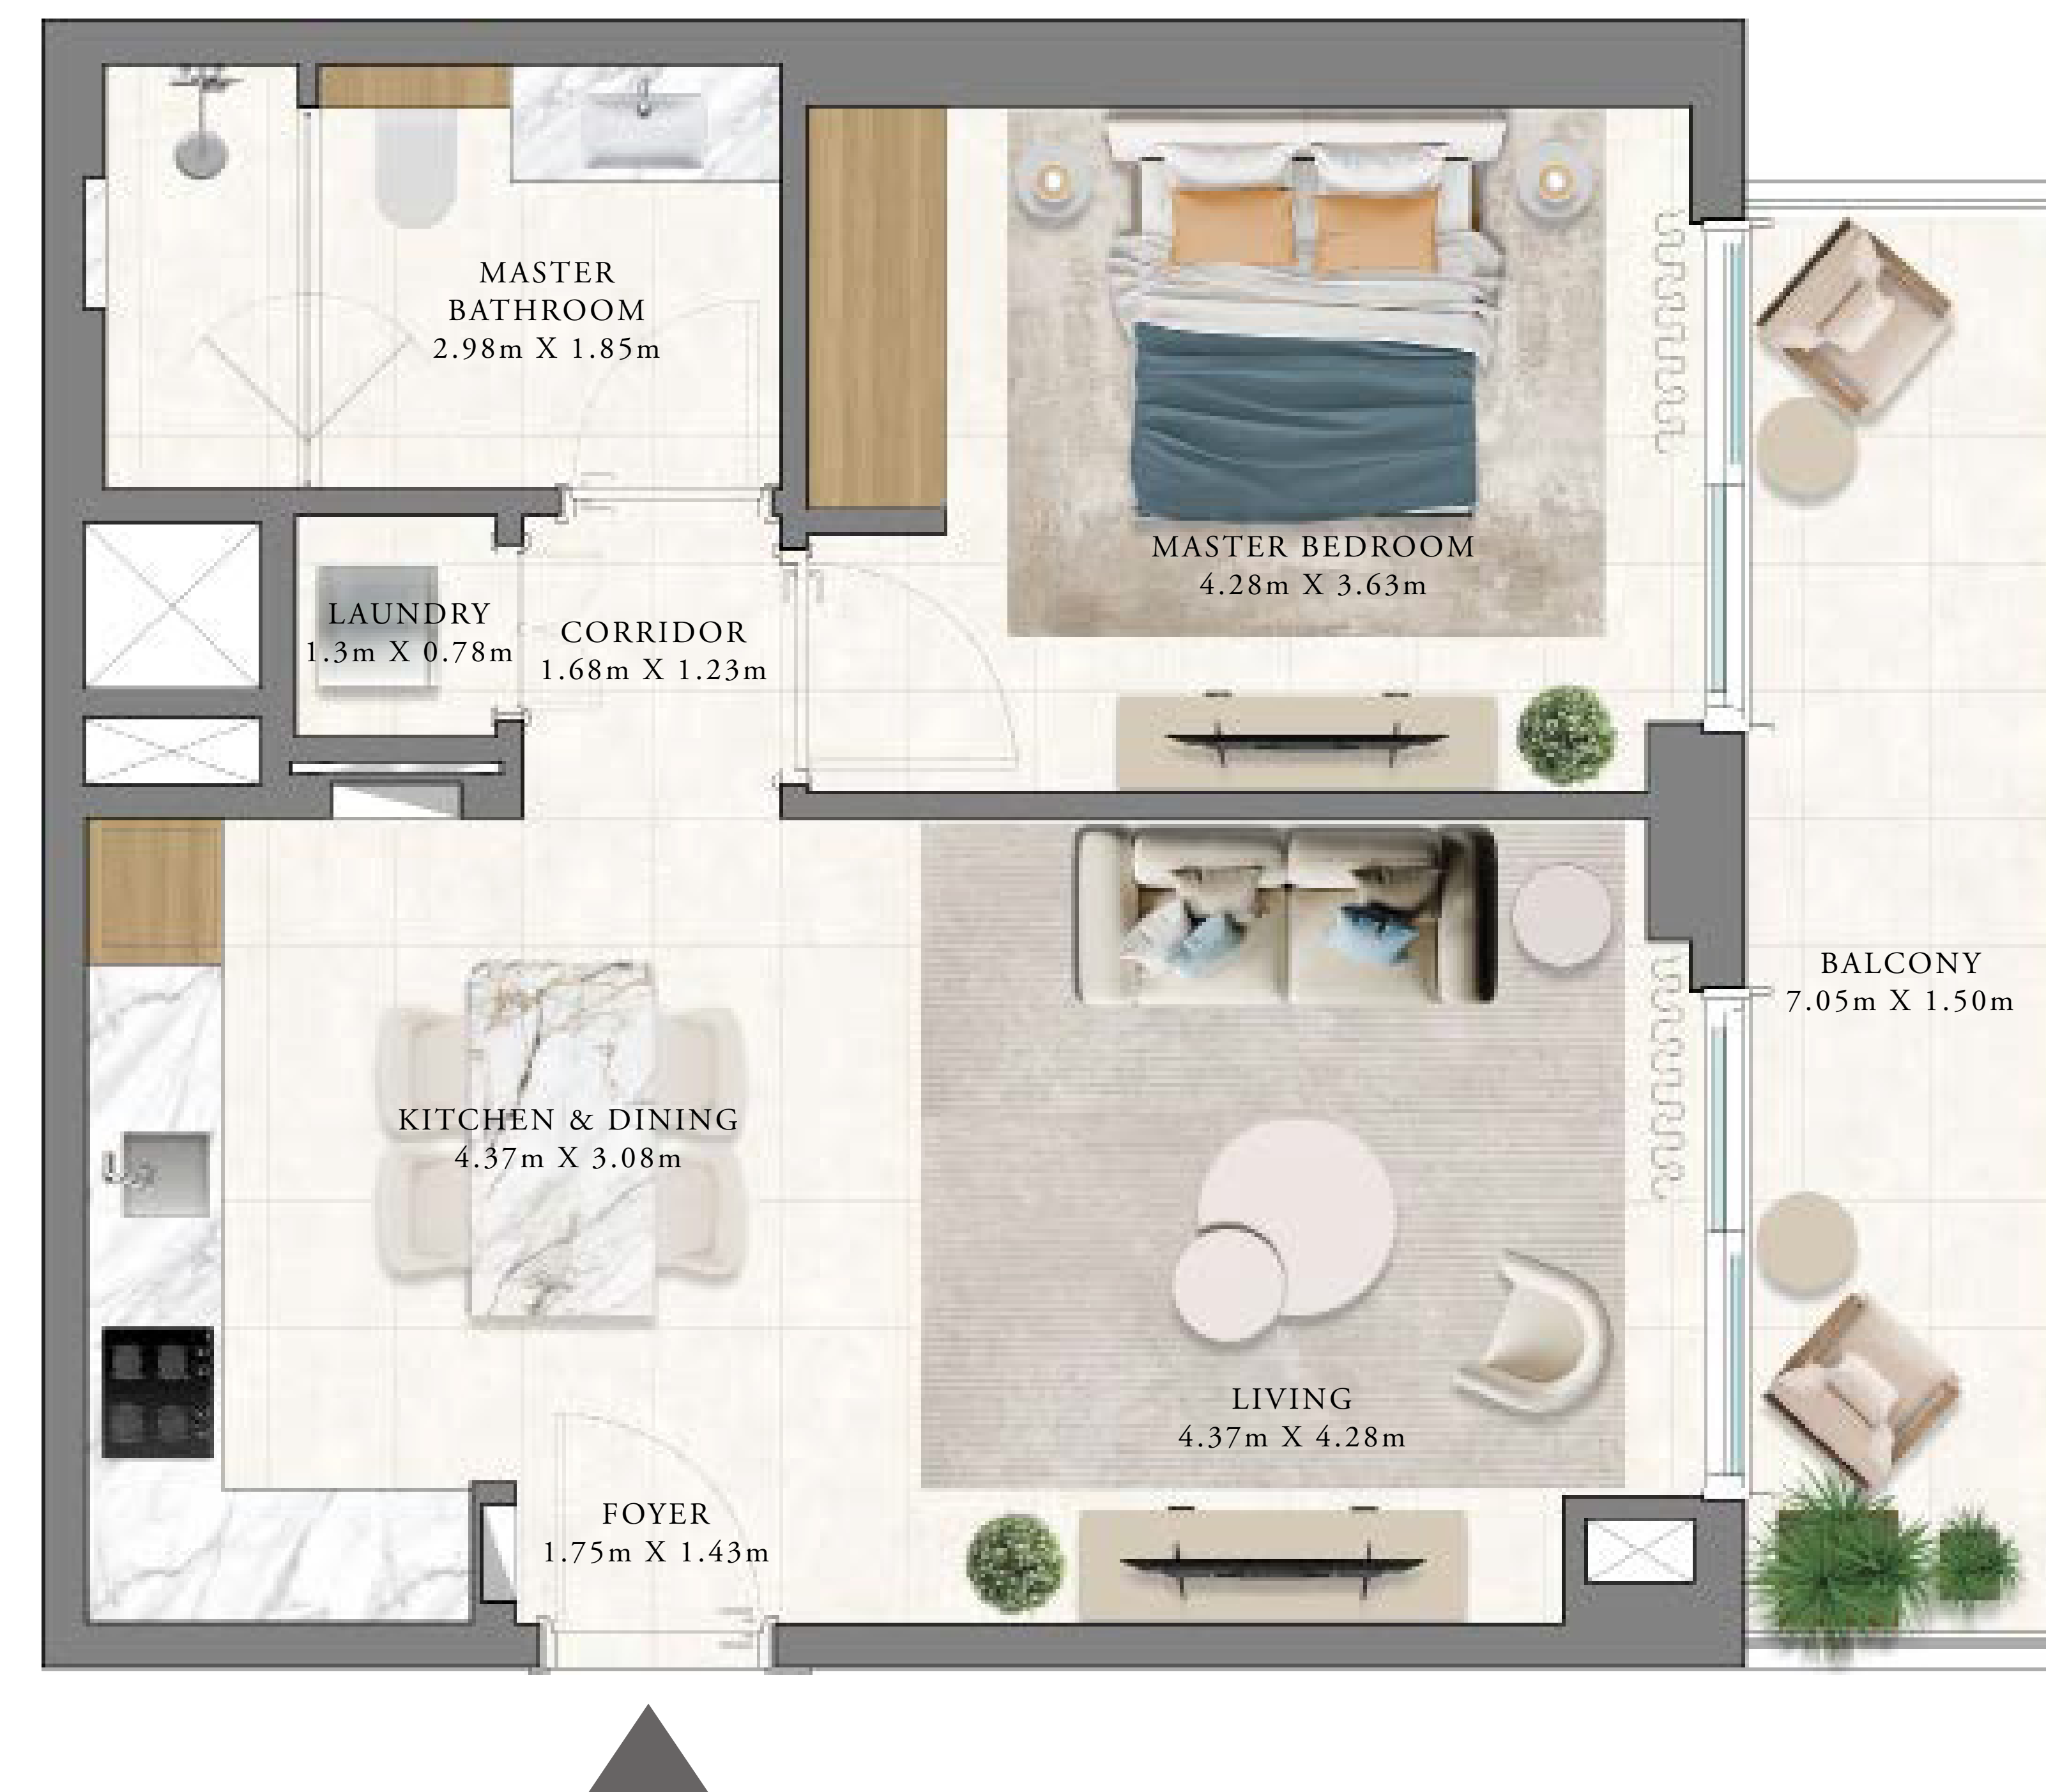 MASTER
BATHROOM
2.98m X 1.85m
MASTER BEDROOM
4.28m X 3.63m
LAUNDRY
1.3m X 0.78m
CORRIDOR
1.68m X 1.23m
BALCONY
7.05m X 1.50m
KITCHEN & DINING
4.37m X 3.08m
LIVING
4.37m X 4.28m
FOYER
1.75m X 1.43m